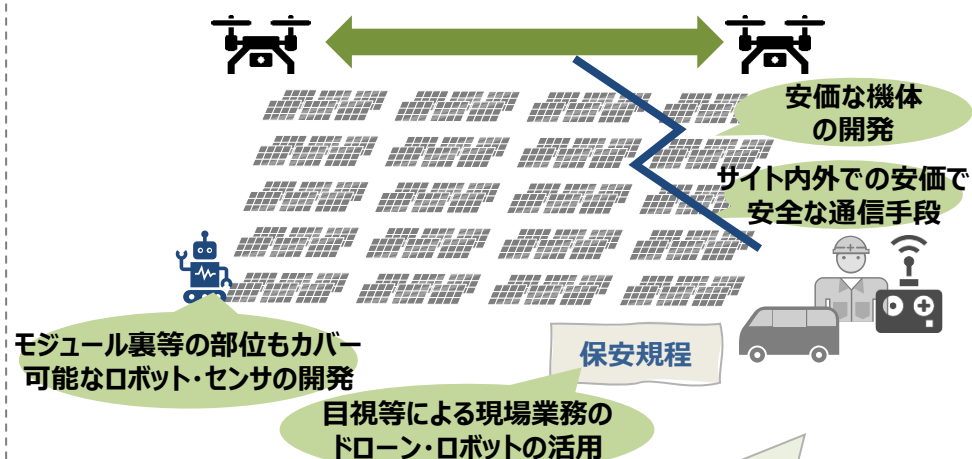 安価な機体
の開発
サイト内外での安価で
安全な通信手段
モジュール裏等の部位もカバー
可能なロボット・センサの開発
保安規程
目視等による現場業務の
ドローン・ロボットの活用